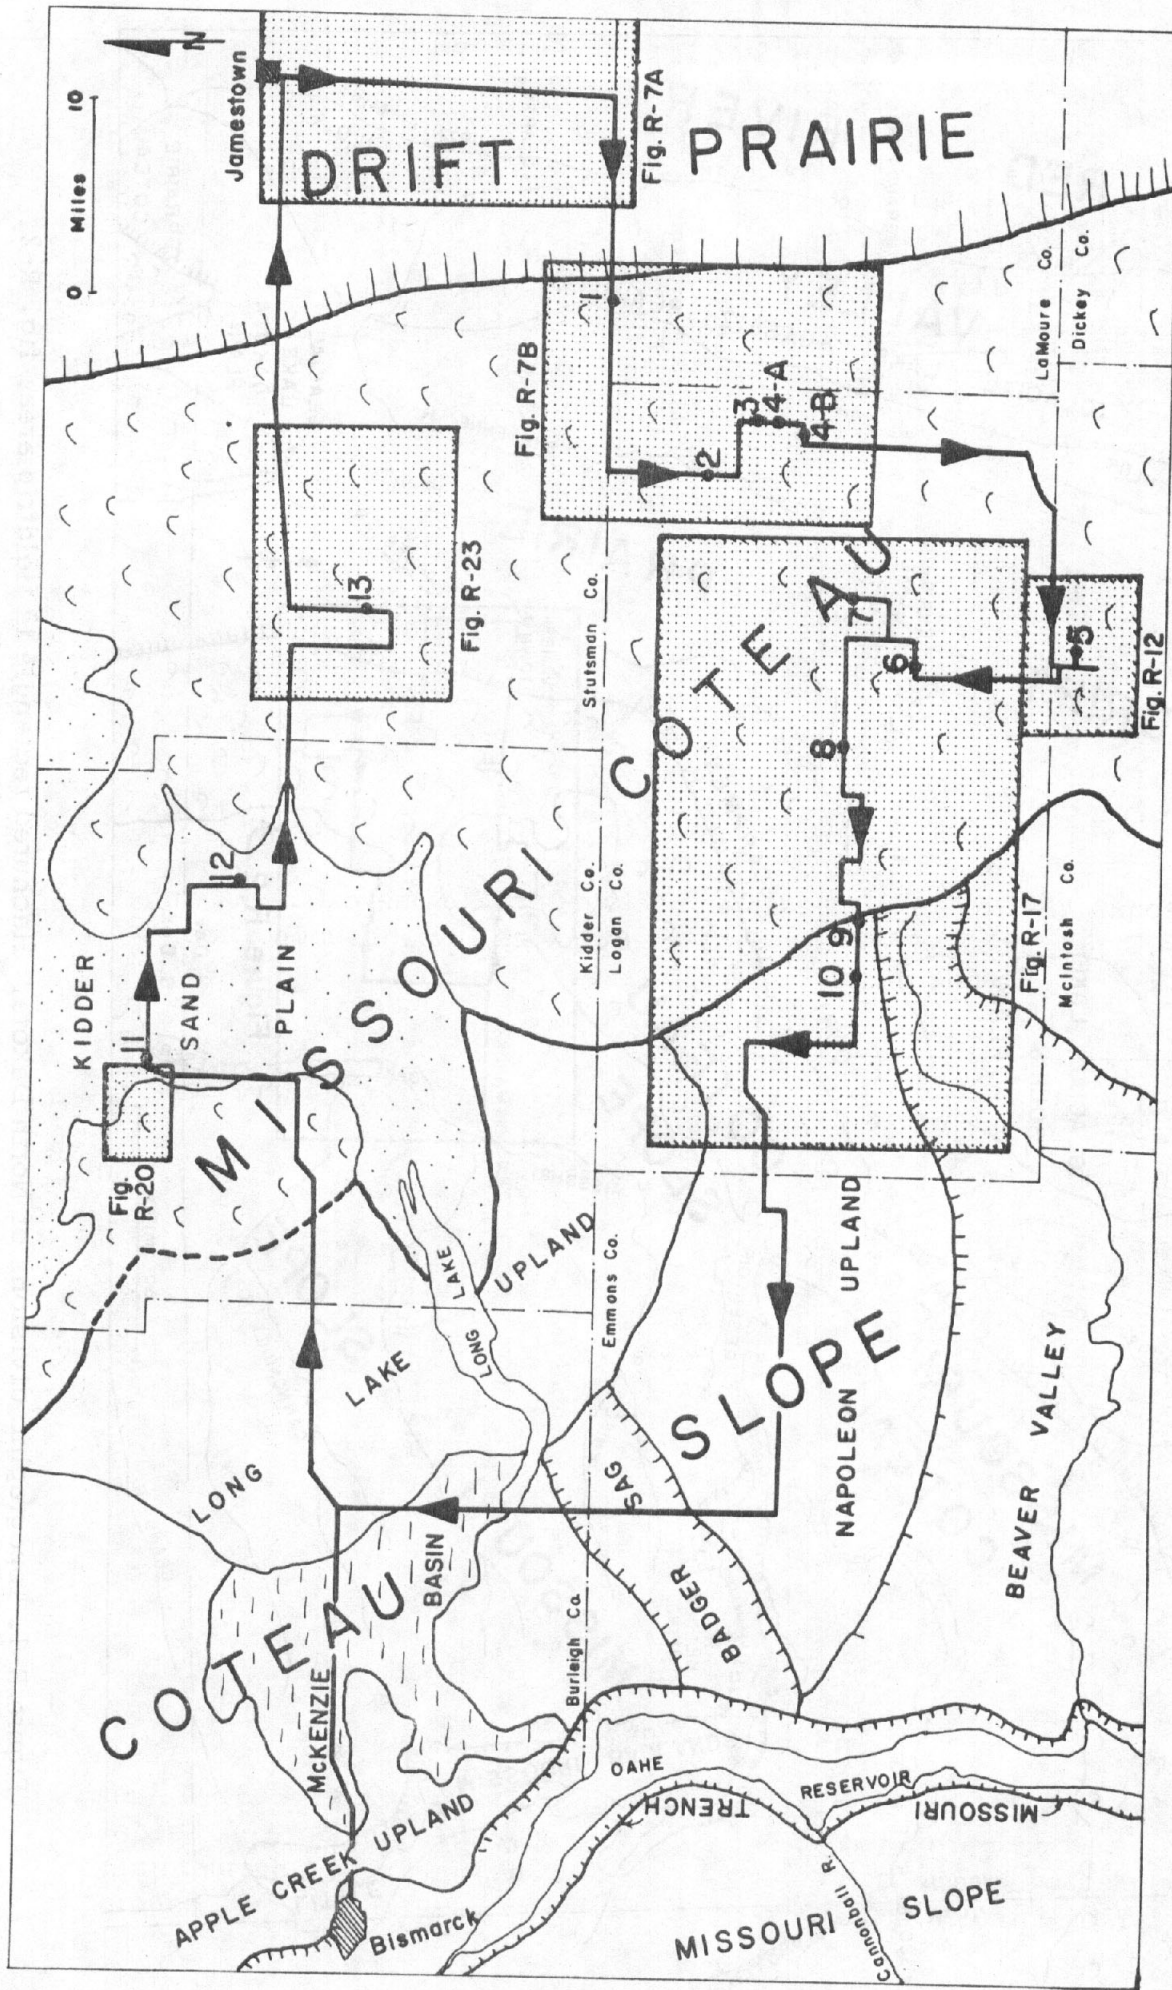 N
Miles
0 10
Jamestown
DRIFT
PRAIRIE
Fig. R-7A
Fig. R-7B
1
2
3
4-A
4-B
LaMoure Co.
Dickey Co.
Fig. R-23
13
Stutsman Co.
COTEAU
7
6
8
5
Fig. R-12
KIDDER
SAND
PLAIN
12
11
Fig.
R-20
MISSOURI
Kidder Co.
Logan Co.
9
10
Fig. R-17
McIntosh Co.
LONG
LAKE
UPLAND
LONG LAKE
Emmons Co.
COTEAU
SLOPE
NAPOLEON UPLAND
BEAVER VALLEY
McKENZIE
BASIN
BADGER SAG
Burleigh Co.
APPLE CREEK UPLAND
Bismarck
OAHE
RESERVOIR
MISSOURI
TRENCH
Cannonball R.
MISSOURI
SLOPE